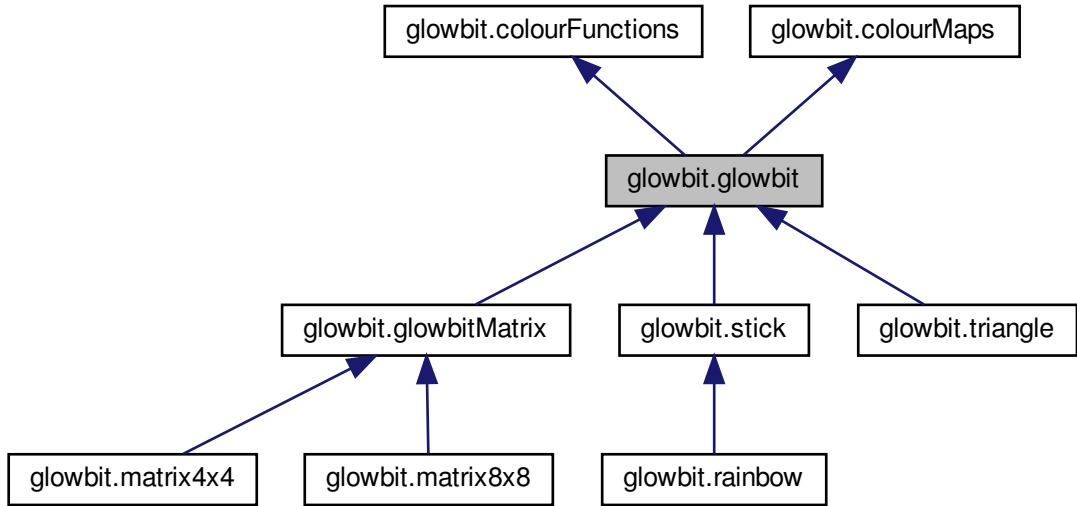 glowbit.colourFunctions
glowbit.colourMaps
glowbit.glowbit
glowbit.glowbitMatrix
glowbit.stick
glowbit.triangle
glowbit.matrix4x4
glowbit.matrix8x8
glowbit.rainbow